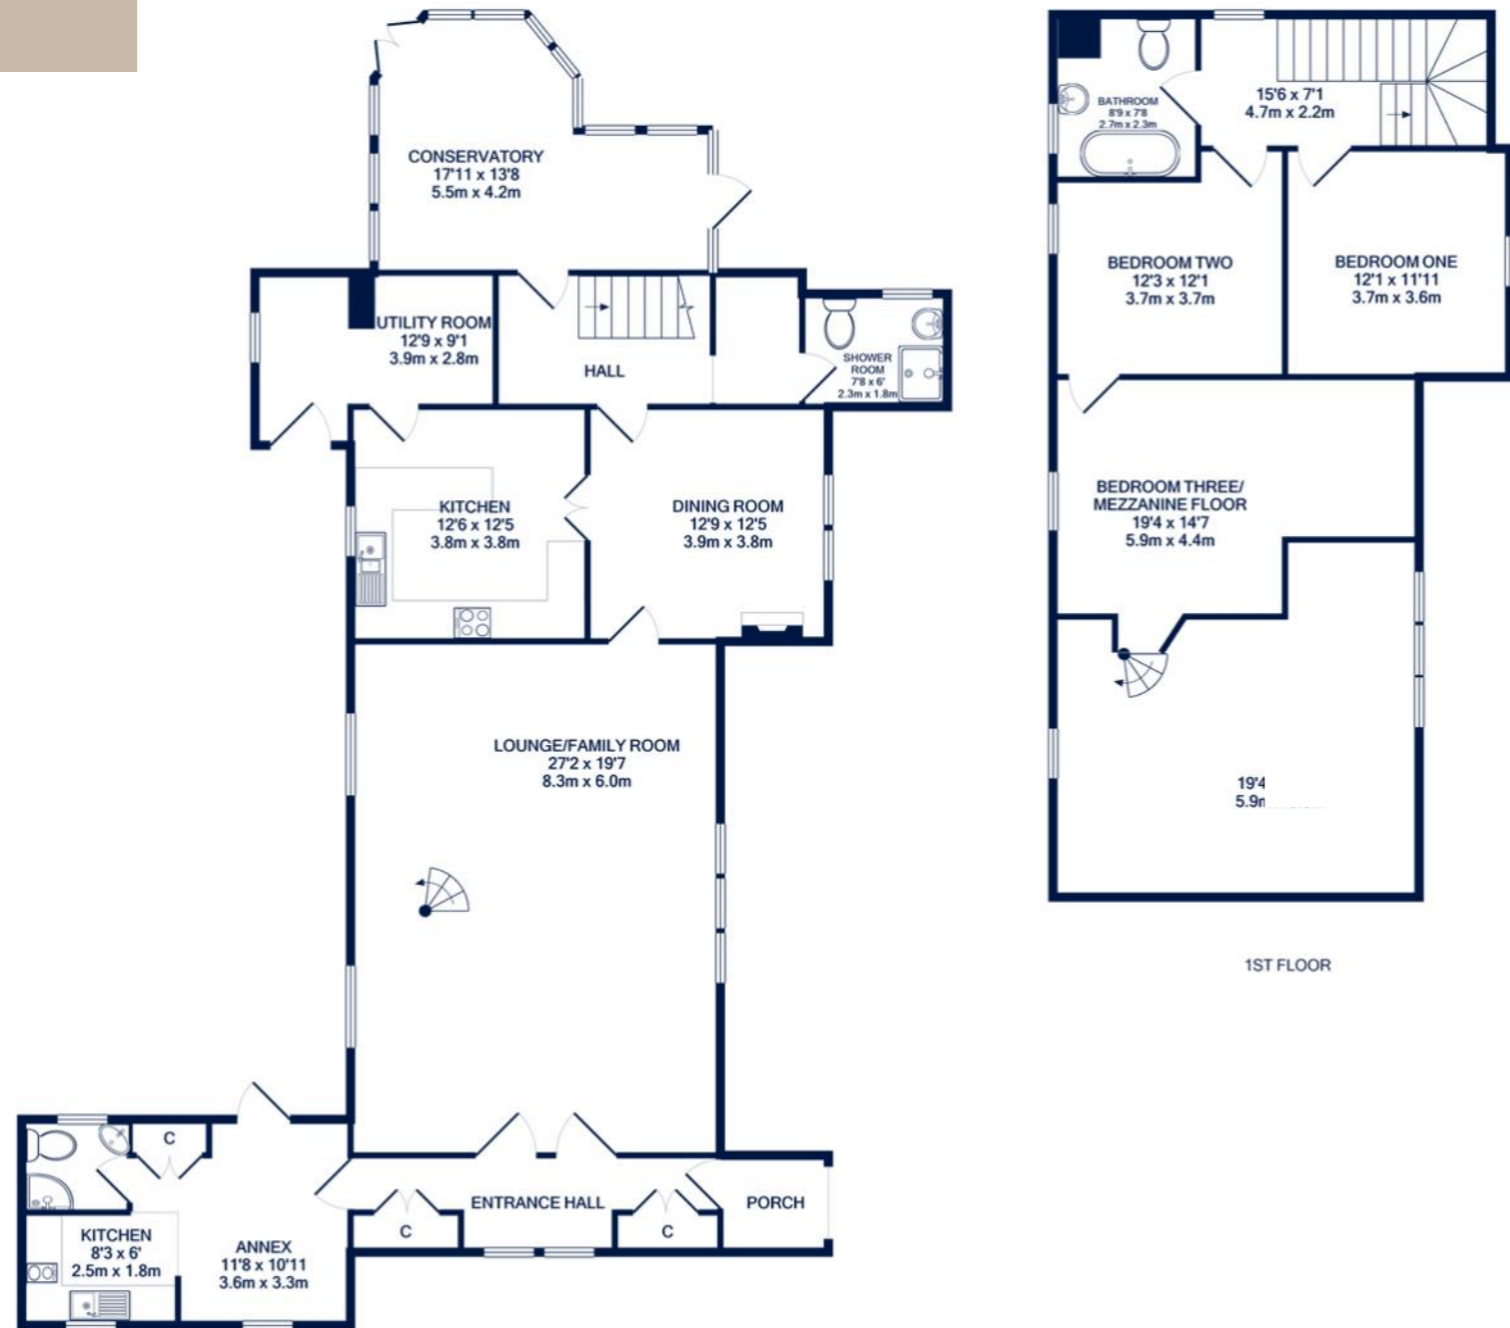 CONSERVATORY
17'11 x 13'8
5.5m x 4.2m
UTILITY ROOM
12'9 x 9'1
3.9m x 2.8m
HALL
SHOWER
ROOM
7'8 x 6'
2.3m x 1.8m
KITCHEN
12'6 x 12'5
3.8m x 3.8m
DINING ROOM
12'9 x 12'5
3.9m x 3.8m
LOUNGE/FAMILY ROOM
27'2 x 19'7
8.3m x 6.0m
C
ENTRANCE HALL
PORCH
C
C
KITCHEN
8'3 x 6'
2.5m x 1.8m
ANNEX
11'8 x 10'11
3.6m x 3.3m
BATHROOM
8'9 x 7'8
2.7m x 2.3m
15'6 x 7'1
4.7m x 2.2m
BEDROOM TWO
12'3 x 12'1
3.7m x 3.7m
BEDROOM ONE
12'1 x 11'11
3.7m x 3.6m
BEDROOM THREE/
MEZZANINE FLOOR
19'4 x 14'7
5.9m x 4.4m
19'4
1ST FLOOR